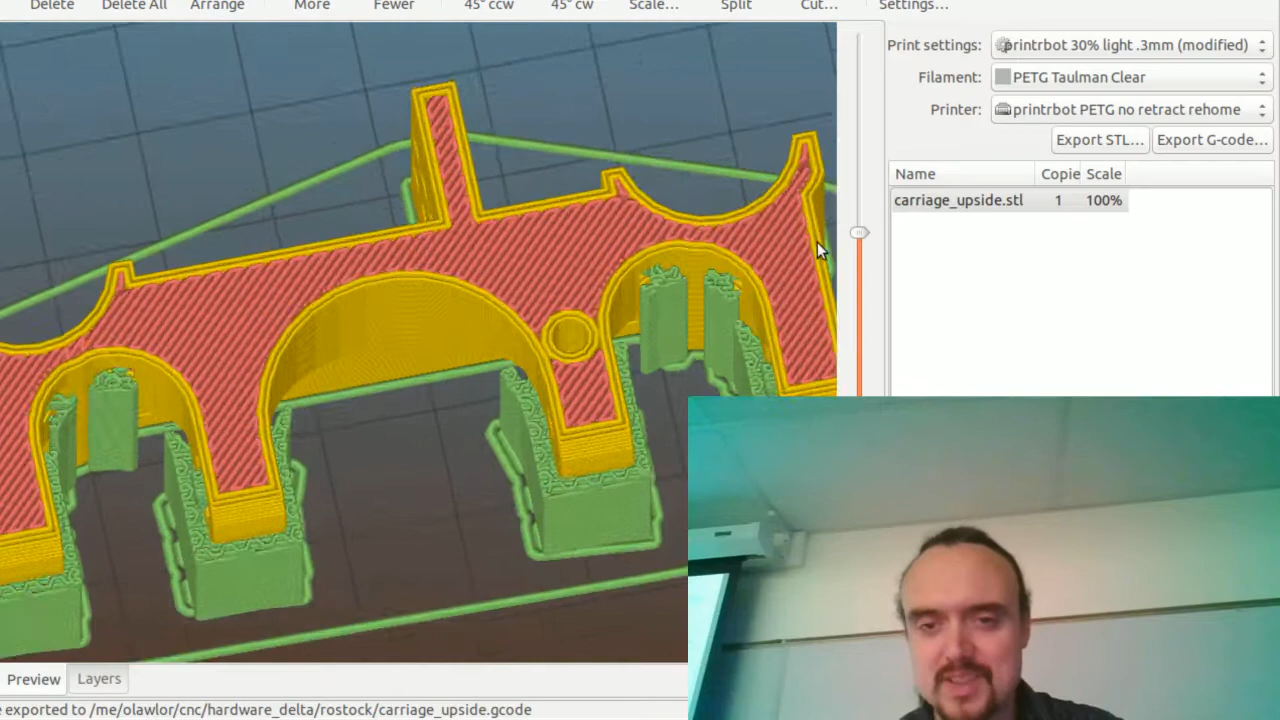 Delete Delete All Arrange More Fewer 45° ccw 45° cw Scale... Split Cut... Settings...
Print settings: printrbot 30% light .3mm (modified)
Filament: PETG Taulman Clear
Printer: printrbot PETG no retract rehome
Export STL... Export G-code...
Name Copie Scale
carriage_upside.stl 1 100%
Preview Layers
exported to /me/olawlor/cnc/hardware_delta/rostock/carriage_upside.gcode